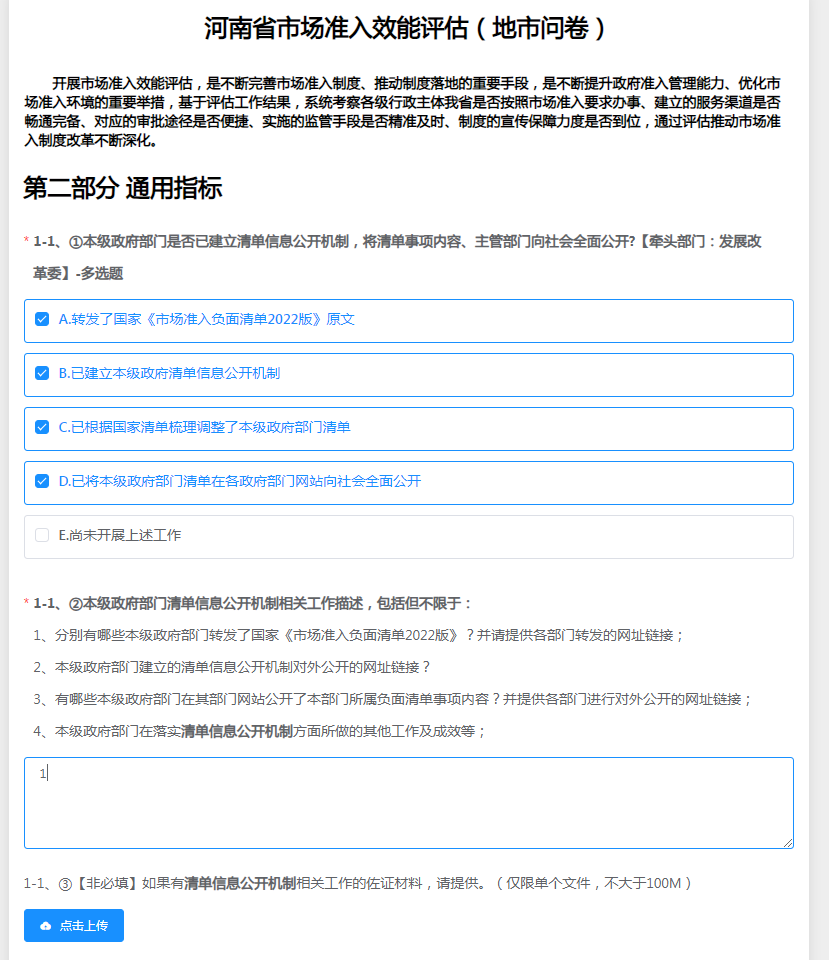 河南省市场准入效能评估（地市问卷）
开展市场准入效能评估，是不断完善市场准入制度、推动制度落地的重要手段，是不断提升政府准入管理能力、优化市
场准入环境的重要举措，基于评估工作结果，系统考察各级行政主体我省是否按照市场准入要求办事、建立的服务渠道是否
畅通完备、对应的审批途径是否便捷、实施的监管手段是否精准及时、制度的宣传保障力度是否到位，通过评估推动市场准
入制度改革不断深化。
第二部分 通用指标
* 1-1、①本级政府部门是否已建立清单信息公开机制，将清单事项内容、主管部门向社会全面公开?【牵头部门：发展改
革委】-多选题
A.转发了国家《市场准入负面清单2022版》原文
B.已建立本级政府清单信息公开机制
C.已根据国家清单梳理调整了本级政府部门清单
D.已将本级政府部门清单在各政府部门网站向社会全面公开
E.尚未开展上述工作
* 1-1、②本级政府部门清单信息公开机制相关工作描述，包括但不限于：
1、分别有哪些本级政府部门转发了国家《市场准入负面清单2022版》？并请提供各部门转发的网址链接；
2、本级政府部门建立的清单信息公开机制对外公开的网址链接？
3、有哪些本级政府部门在其部门网站公开了本部门所属负面清单事项内容？并提供各部门进行对外公开的网址链接；
4、本级政府部门在落实清单信息公开机制方面所做的其他工作及成效等；
1
1-1、③【非必填】如果有清单信息公开机制相关工作的佐证材料，请提供。（仅限单个文件，不大于100M）
点击上传